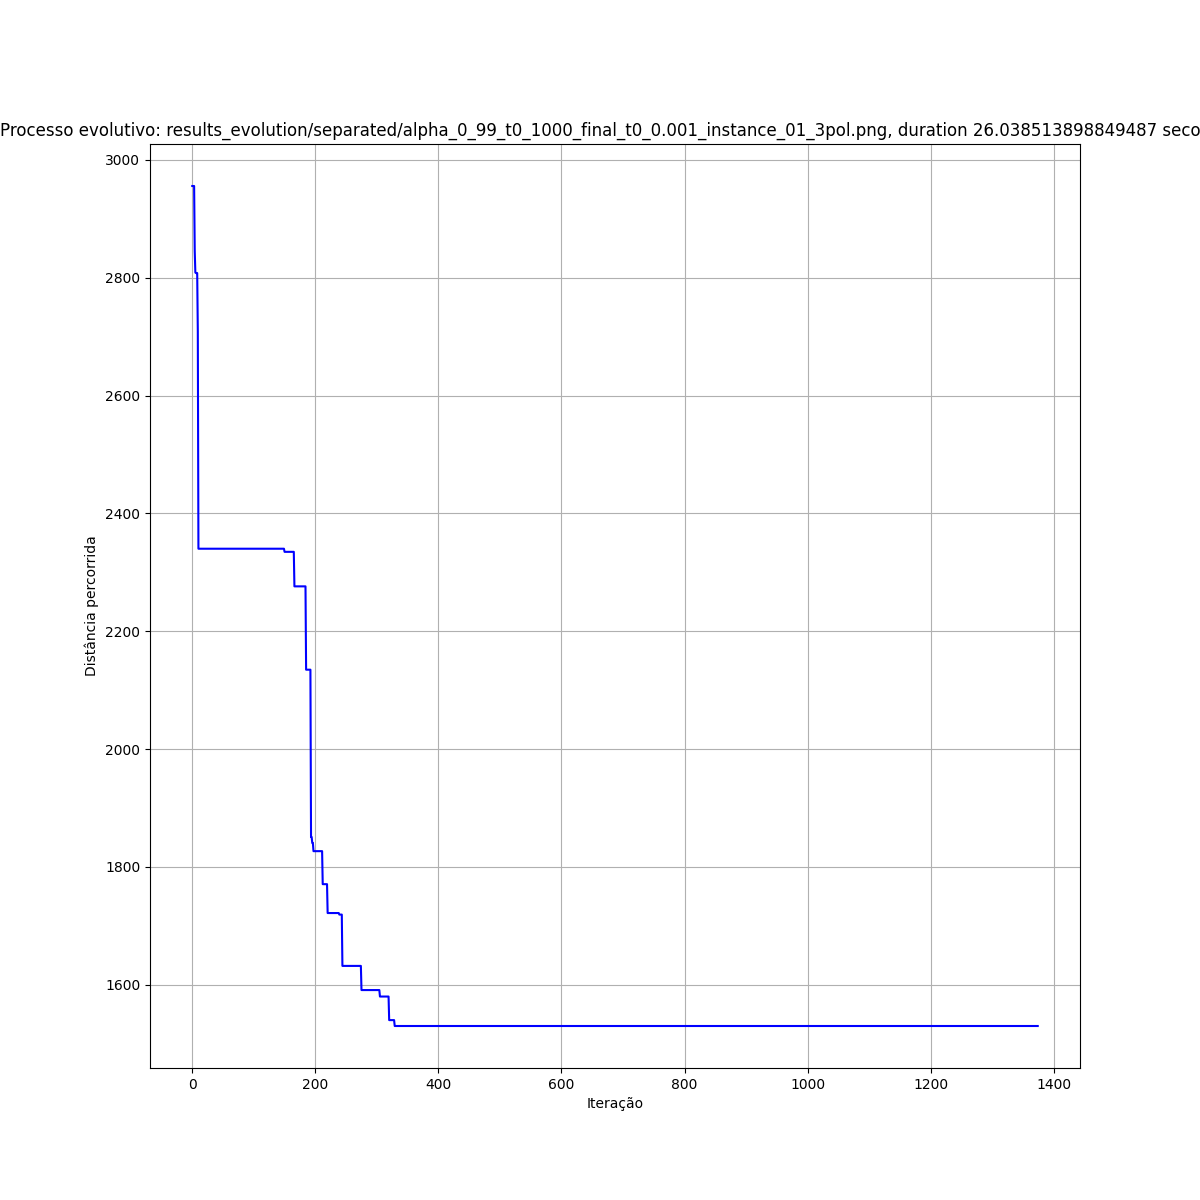 Processo evolutivo: results_evolution/separated/alpha_0_99_t0_1000_final_t0_0.001_instance_01_3pol.png, duration 26.038513898849487 seco
3000
2800
2600
2400
2200
2000
1800
1600
Distância percorrida
0 200 400 600 800 1000 1200 1400
Iteração